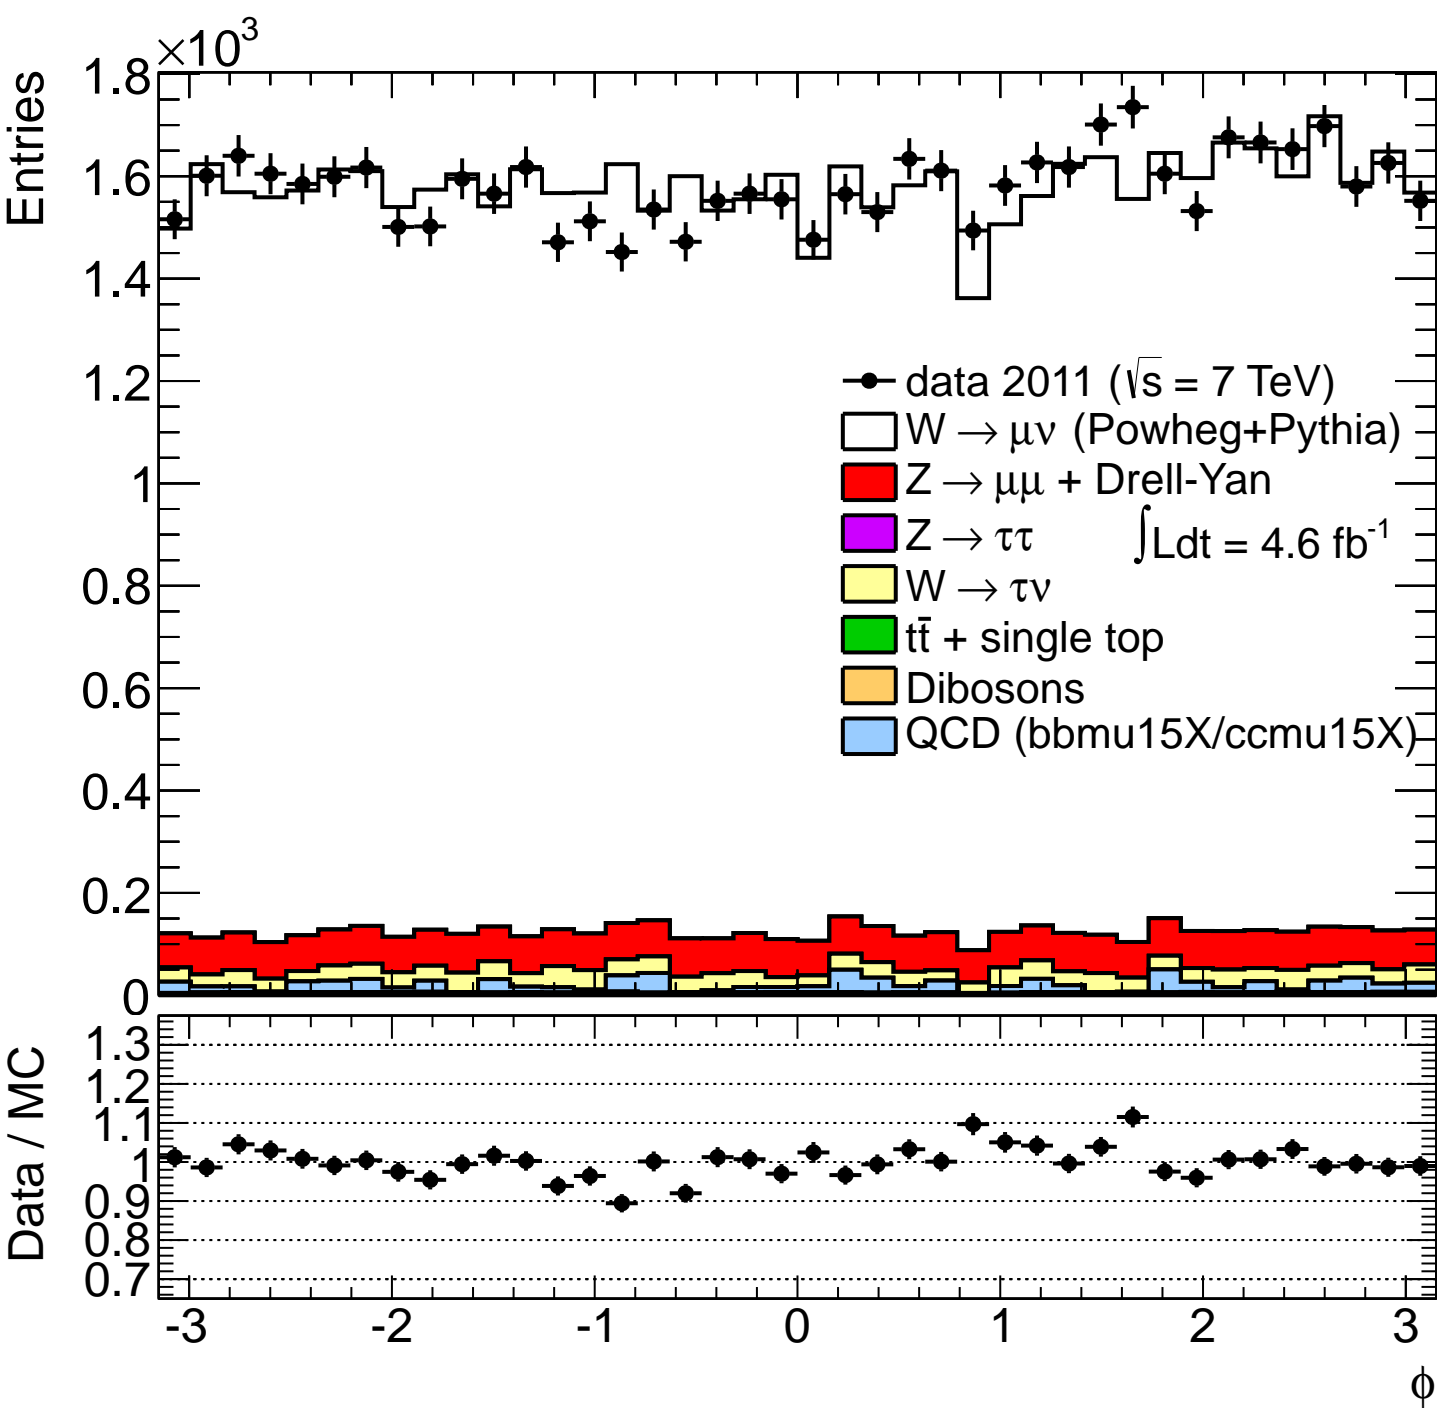 ×10³
Entries
1.8
1.6
1.4
1.2
1
0.8
0.6
0.4
0.2
0
data 2011 (√s = 7 TeV)
W → μν (Powheg+Pythia)
Z → μμ + Drell-Yan
Z → ττ
∫Ldt = 4.6 fb⁻¹
W → τν
tt̄ + single top
Dibosons
QCD (bbmu15X/ccmu15X)
Data / MC
1.3
1.2
1.1
1
0.9
0.8
0.7
-3 -2 -1 0 1 2 3
ϕ